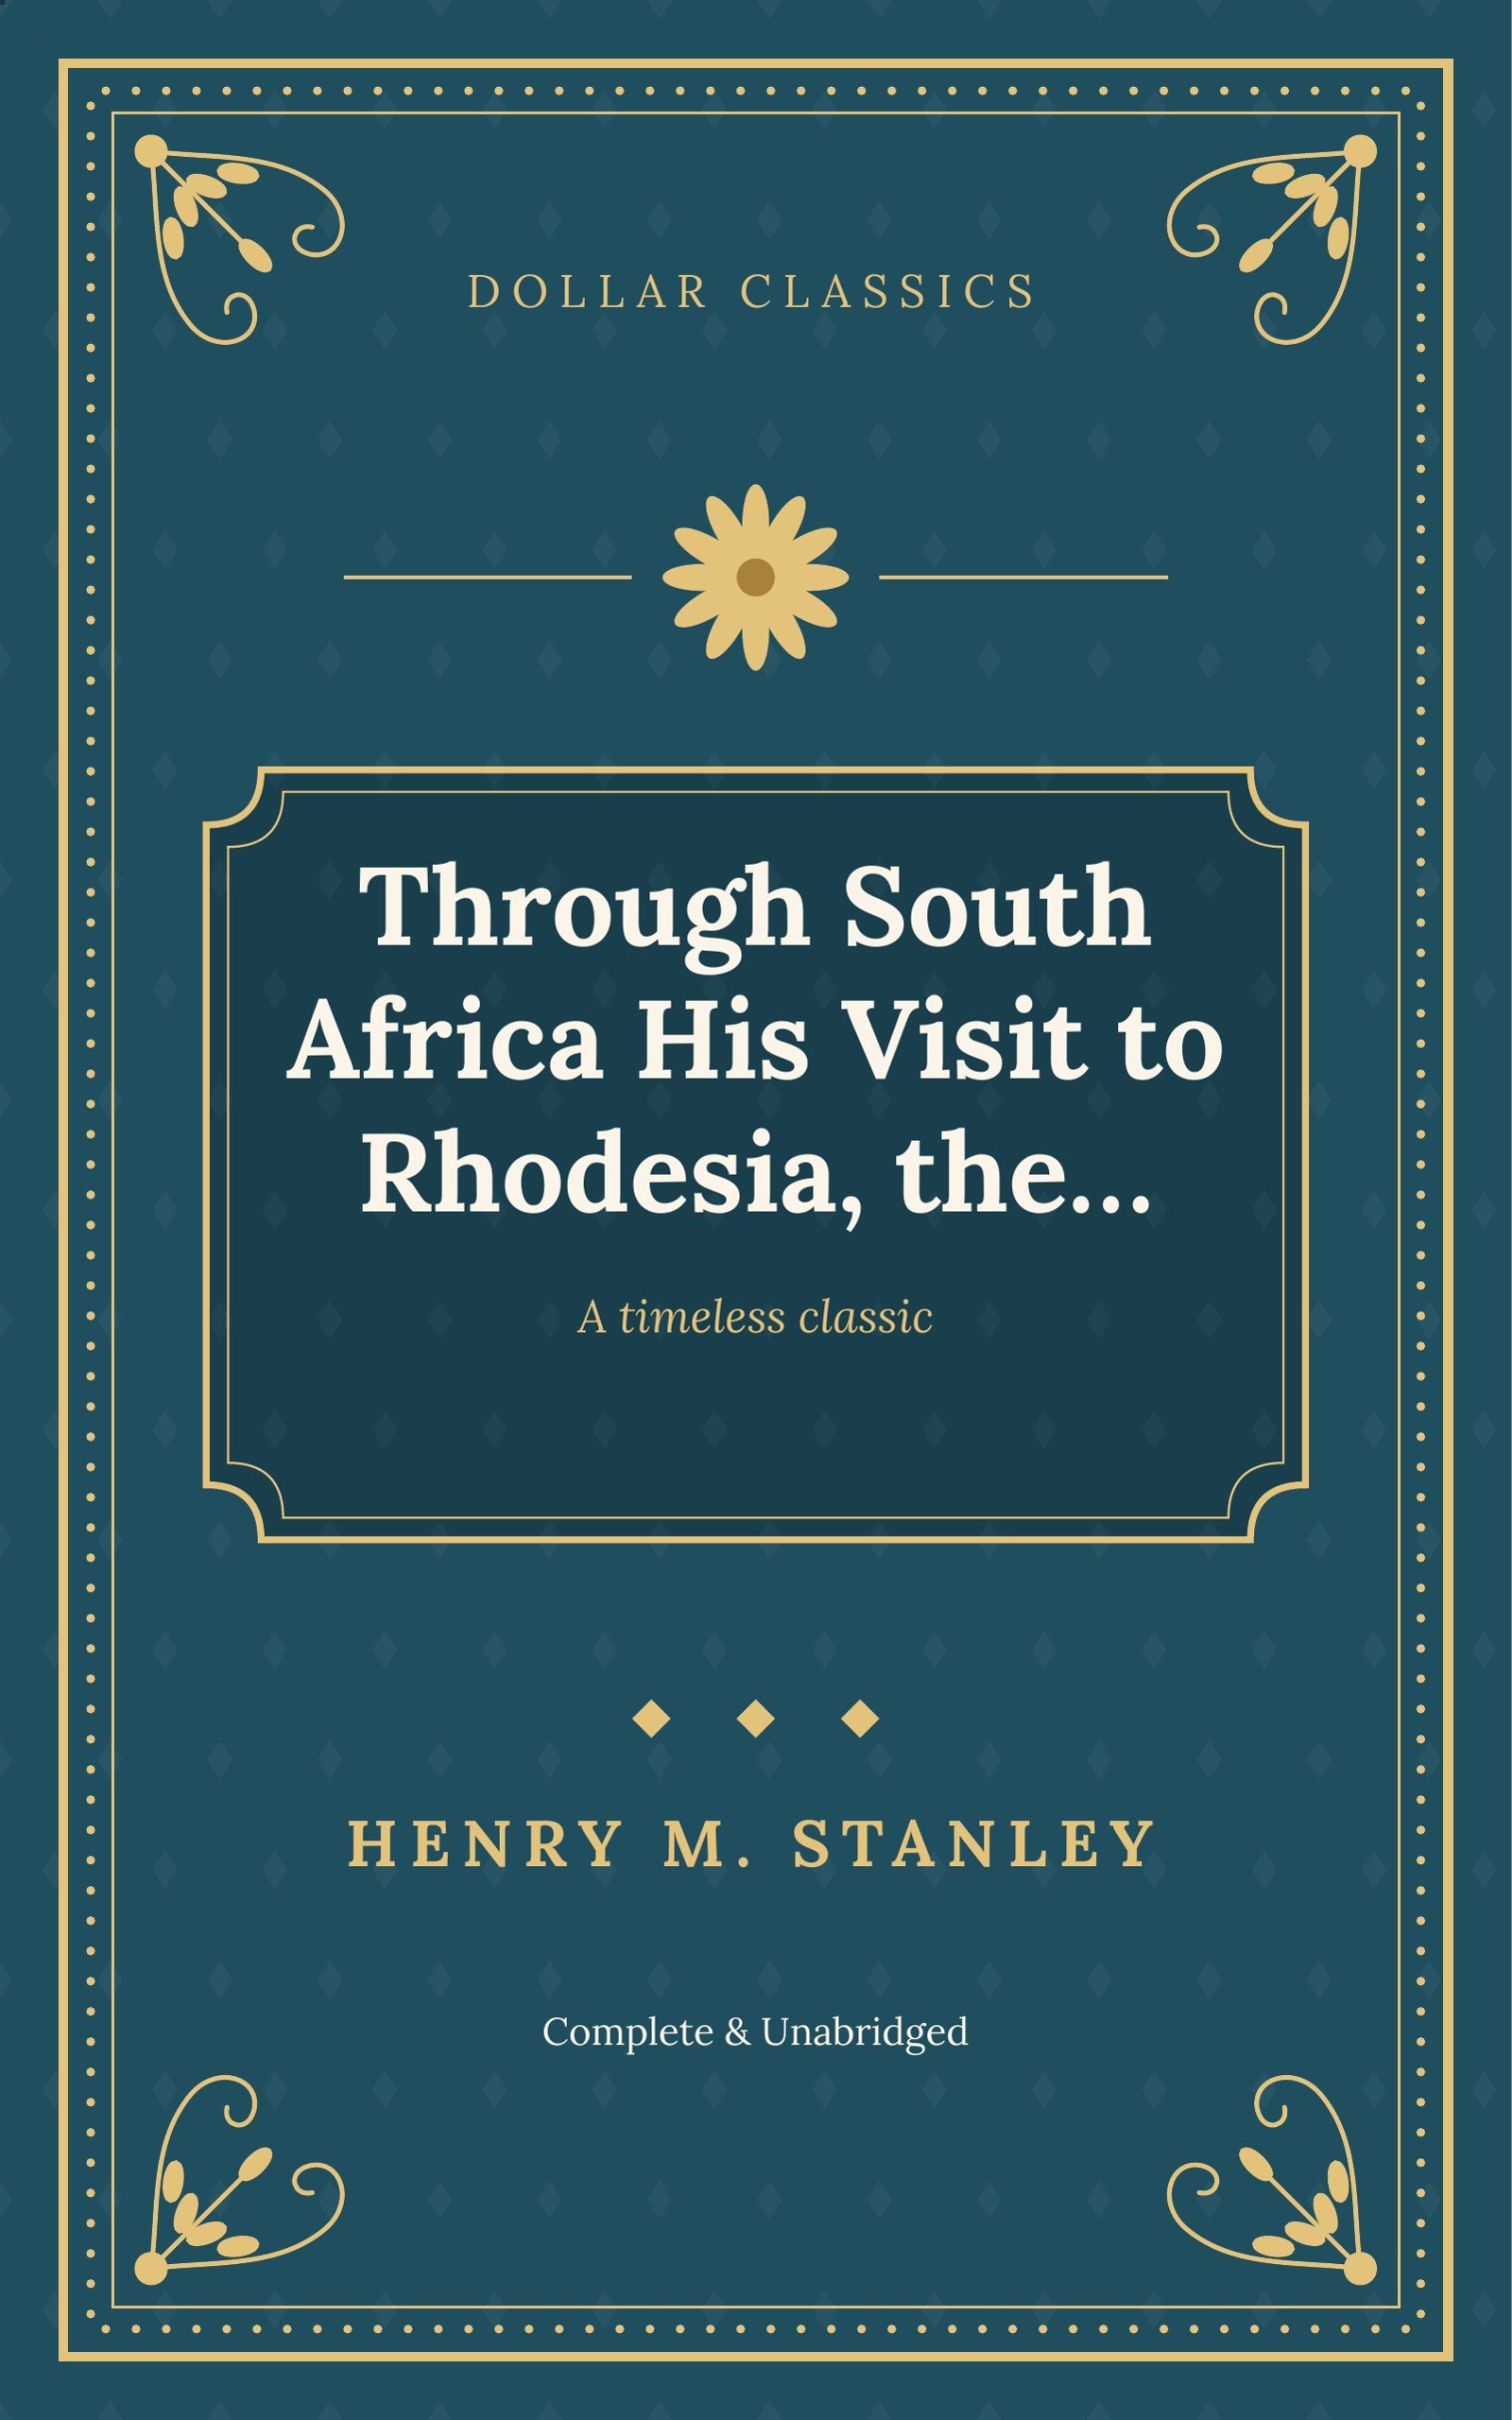 DOLLAR CLASSICS
Through South
Africa His Visit to
Rhodesia, the...
A timeless classic
HENRY M. STANLEY
Complete & Unabridged